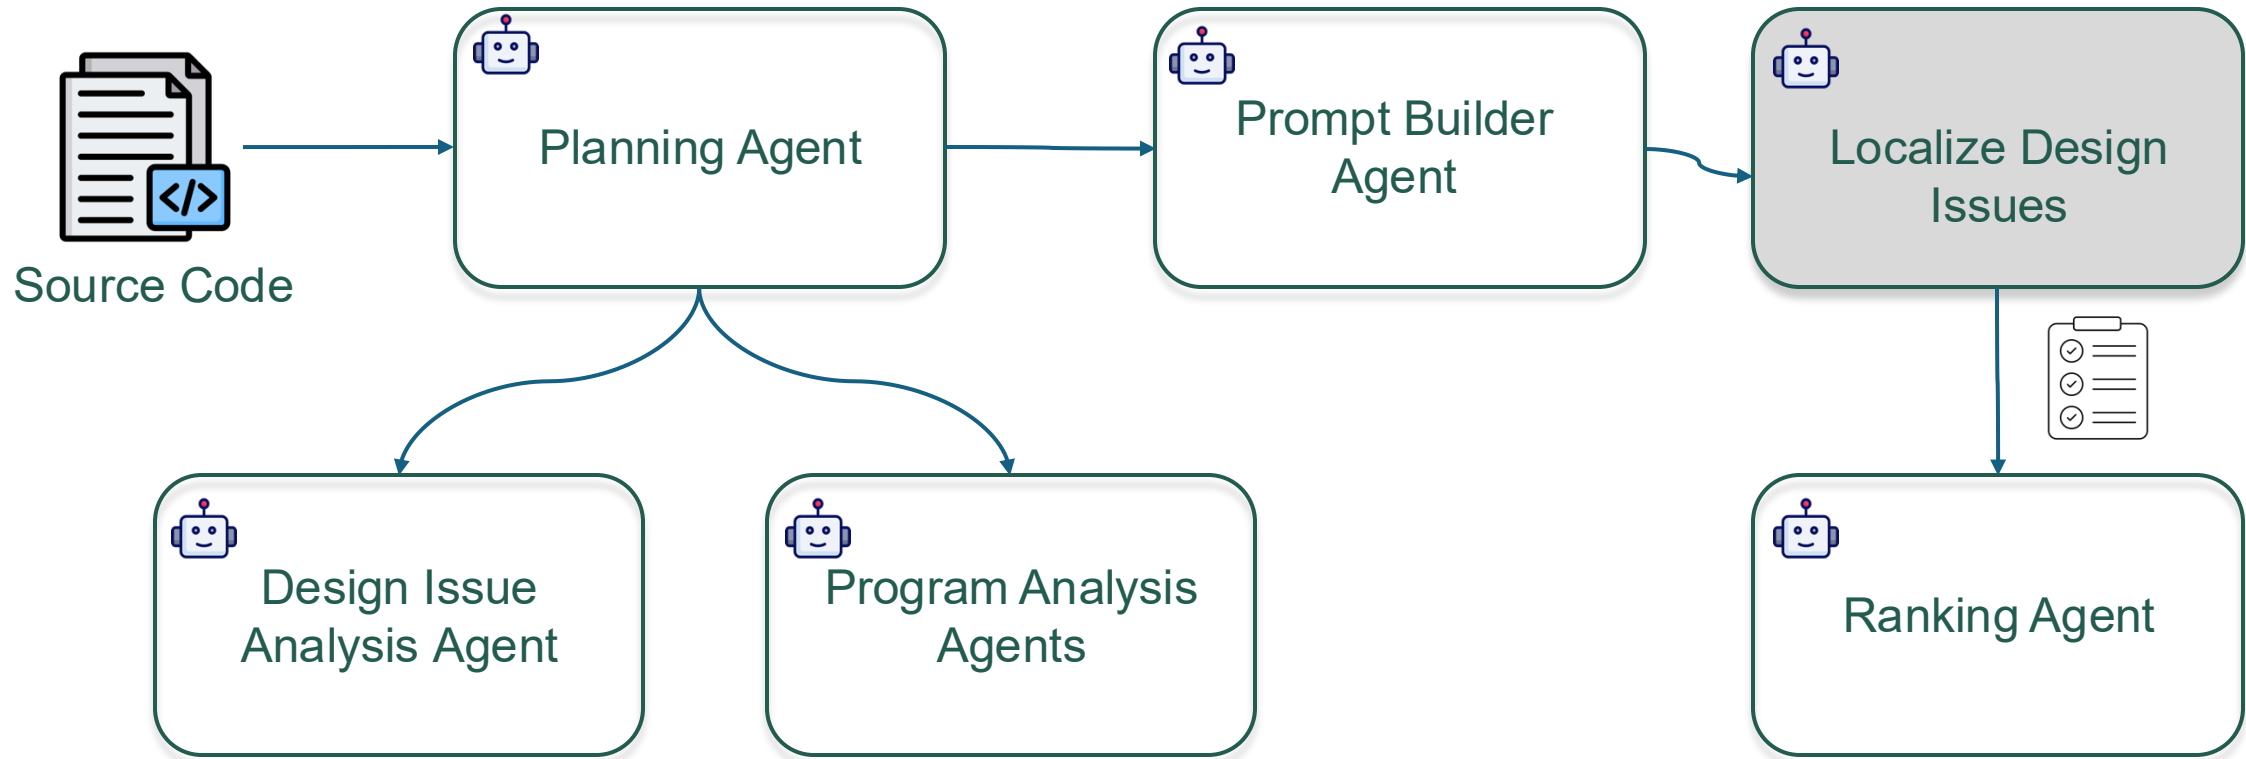 Source Code
</>
Planning Agent
Prompt Builder
Agent
Localize Design
Issues
Design Issue
Analysis Agent
Program Analysis
Agents
Ranking Agent